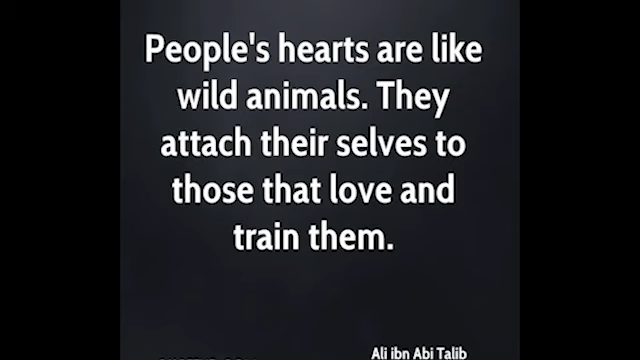 People's hearts are like
wild animals. They
attach their selves to
those that love and
train them.
Ali ibn Abi Talib